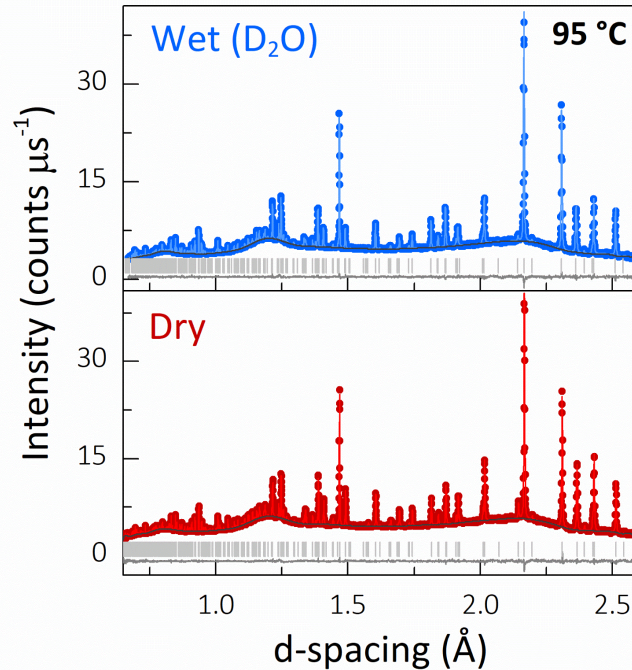 Wet (D₂O)
95 °C
30
15
0
Dry
30
15
0
Intensity (counts µs⁻¹)
1.0
1.5
2.0
2.5
d-spacing (Å)